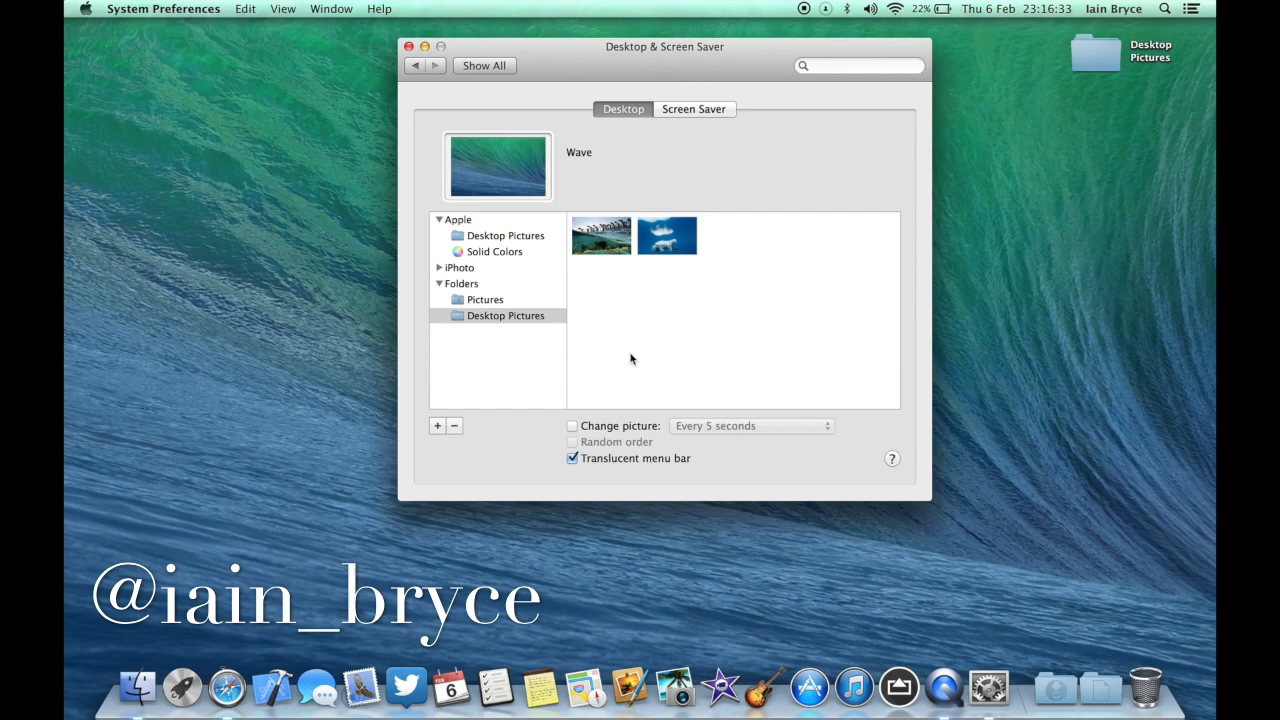 System Preferences Edit View Window Help 22% Thu 6 Feb 23:16:33 Iain Bryce
Desktop & Screen Saver
Desktop Pictures
Show All
Desktop Screen Saver
Wave
Apple
Desktop Pictures
Solid Colors
iPhoto
Folders
Pictures
Desktop Pictures
+ − Change picture: Every 5 seconds
Random order
Translucent menu bar ?
@iain_bryce
FEB
6